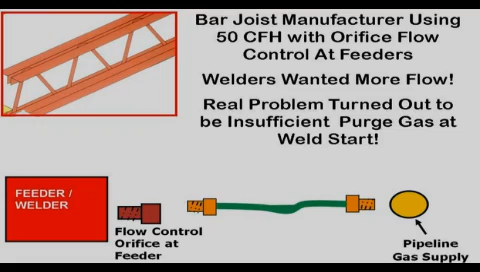 Bar Joist Manufacturer Using
50 CFH with Orifice Flow
Control At Feeders
Welders Wanted More Flow!
Real Problem Turned Out to
be Insufficient Purge Gas at
Weld Start!
FEEDER /
WELDER
Flow Control
Orifice at
Feeder
Pipeline
Gas Supply